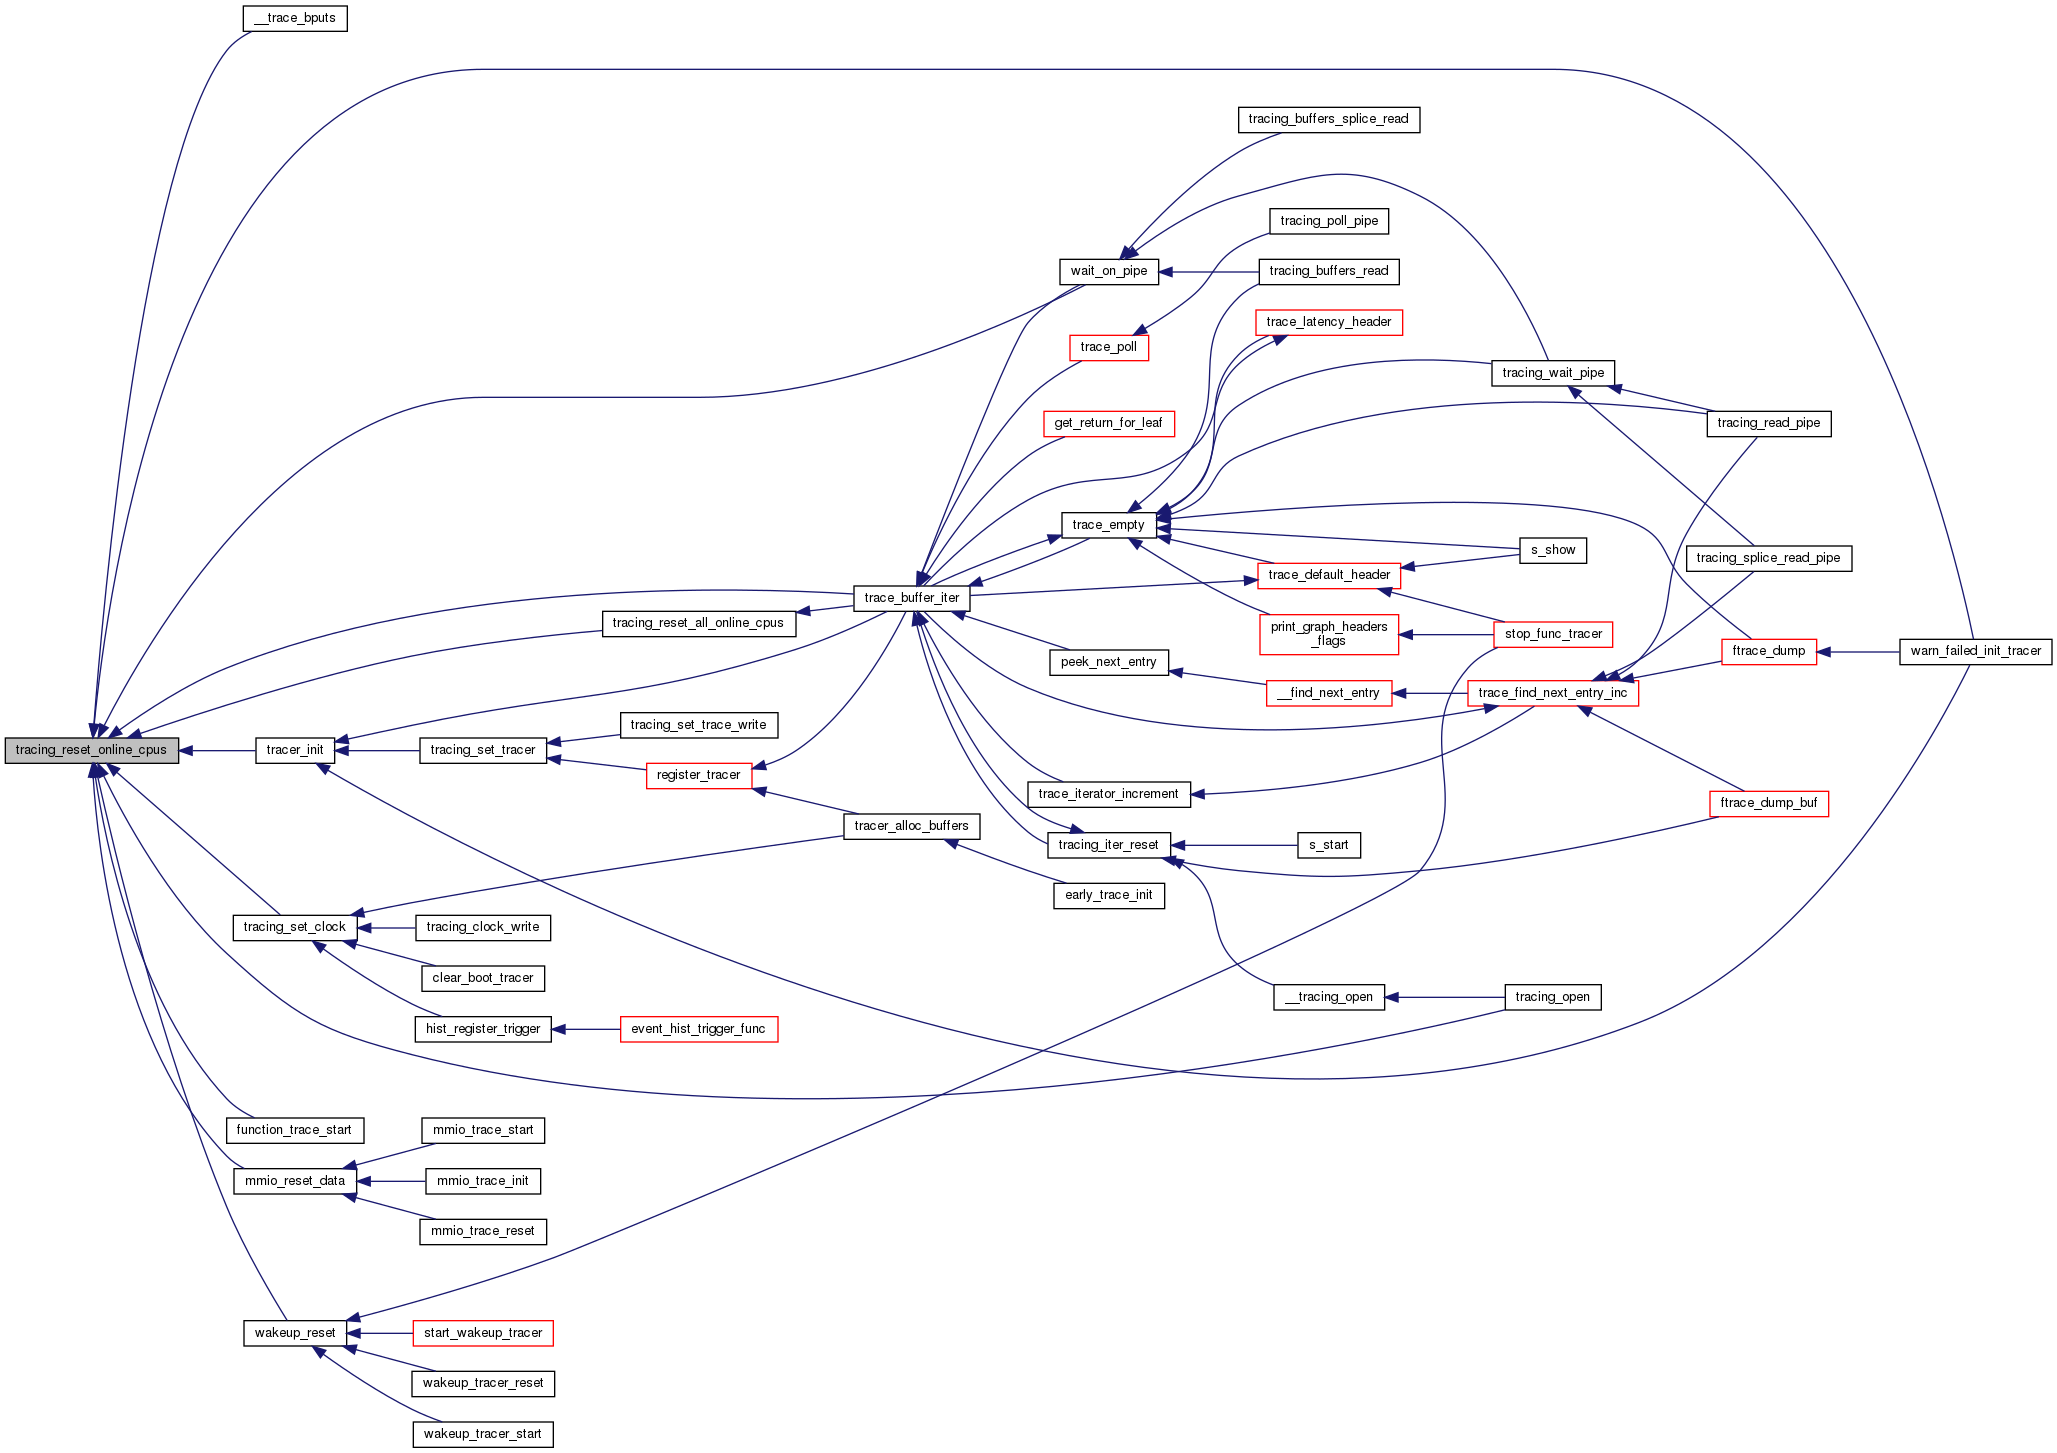 __trace_bputs
tracing_buffers_splice_read
tracing_poll_pipe
wait_on_pipe
tracing_buffers_read
trace_latency_header
trace_poll
tracing_wait_pipe
get_return_for_leaf
tracing_read_pipe
trace_empty
s_show
tracing_splice_read_pipe
trace_default_header
trace_buffer_iter
tracing_reset_all_online_cpus
print_graph_headers
_flags
stop_func_tracer
ftrace_dump
warn_failed_init_tracer
peek_next_entry
__find_next_entry
trace_find_next_entry_inc
tracing_set_trace_write
tracing_reset_online_cpus
tracer_init
tracing_set_tracer
register_tracer
trace_iterator_increment
ftrace_dump_buf
tracer_alloc_buffers
tracing_iter_reset
s_start
early_trace_init
tracing_set_clock
tracing_clock_write
clear_boot_tracer
__tracing_open
tracing_open
hist_register_trigger
event_hist_trigger_func
function_trace_start
mmio_trace_start
mmio_reset_data
mmio_trace_init
mmio_trace_reset
wakeup_reset
start_wakeup_tracer
wakeup_tracer_reset
wakeup_tracer_start